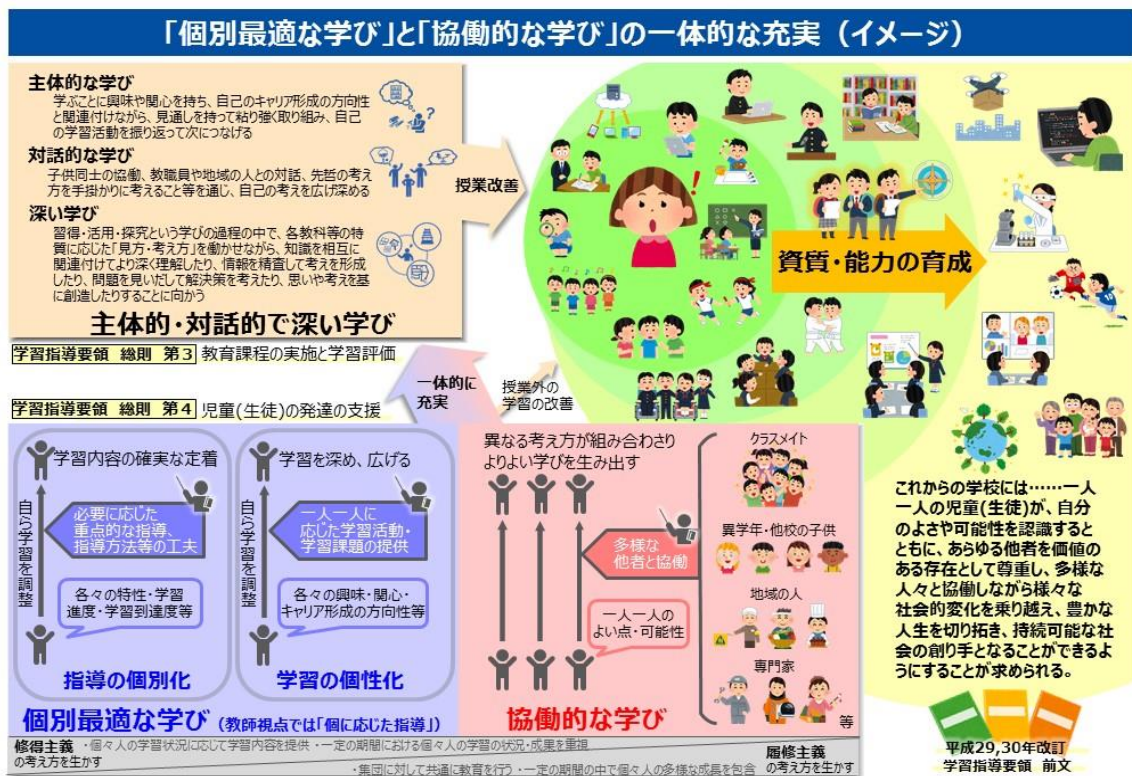 「個別最適な学び」と「協働的な学び」の一体的な充実（イメージ）
主体的な学び
学ぶことに興味や関心を持ち、自己のキャリア形成の方向性
と関連付けながら、見通しを持って粘り強く取り組み、自己
の学習活動を振り返って次につなげる
対話的な学び
子供同士の協働、教職員や地域の人との対話、先哲の考え
方を手掛かりに考えること等を通じ、自己の考えを広げ深める
深い学び
習得・活用・探究という学びの過程の中で、各教科等の特
質に応じた「見方・考え方」を働かせながら、知識を相互に
関連付けてより深く理解したり、情報を精査して考えを形成
したり、問題を見いだして解決策を考えたり、思いや考えを基
に創造したりすることに向かう
主体的・対話的で深い学び
授業改善
資質・能力の育成
学習指導要領 総則 第3 教育課程の実施と学習評価
一体的に
充実
授業外の
学習の改善
学習指導要領 総則 第4 児童(生徒)の発達の支援
学習内容の確実な定着
自ら学習を調整
必要に応じた
重点的な指導、
指導方法等の工夫
各々の特性・学習
進度・学習到達度等
指導の個別化
学習を深め、広げる
自ら学習を調整
一人一人に
応じた学習活動・
学習課題の提供
各々の興味・関心・
キャリア形成の方向性等
学習の個性化
個別最適な学び（教師視点では「個に応じた指導」）
異なる考え方が組み合わさり
よりよい学びを生み出す
多様な
他者と協働
一人一人の
よい点・可能性
協働的な学び
クラスメイト
異学年・他校の子供
地域の人
専門家
等
これからの学校には……一人
一人の児童(生徒)が、自分
のよさや可能性を認識すると
ともに、あらゆる他者を価値の
ある存在として尊重し、多様な
人々と協働しながら様々な
社会的変化を乗り越え、豊かな
人生を切り拓き、持続可能な社
会の創り手となることができるよ
うにすることが求められる。
平成29,30年改訂
学習指導要領 前文
修得主義
の考え方を生かす
・個々人の学習状況に応じて学習内容を提供 ・一定の期間における個々人の学習の状況・成果を重視
・集団に対して共通に教育を行う ・一定の期間の中で個々人の多様な成長を包含
履修主義
の考え方を生かす